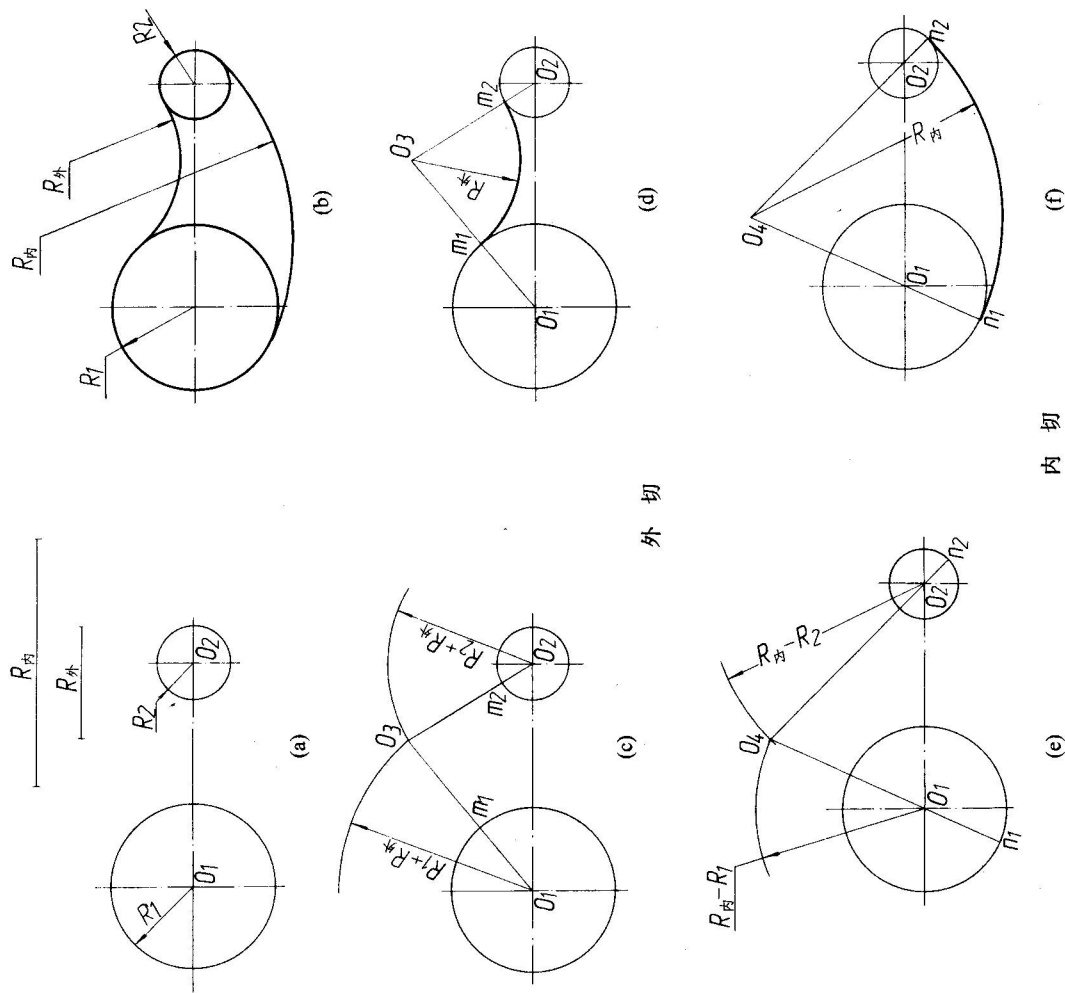 R内
R外
R1
O1
R2
O2
(a)
R1
R内
R外
R2
(b)
R1+R外
O1
m1
O3
m2
R2+R外
O2
(c)
O1
m1
O3
R外
m2
O2
(d)
外 切
R内-R1
O1
n1
O4
R内-R2
O2
n2
(e)
O4
O1
n1
R内
O2
n2
(f)
内 切